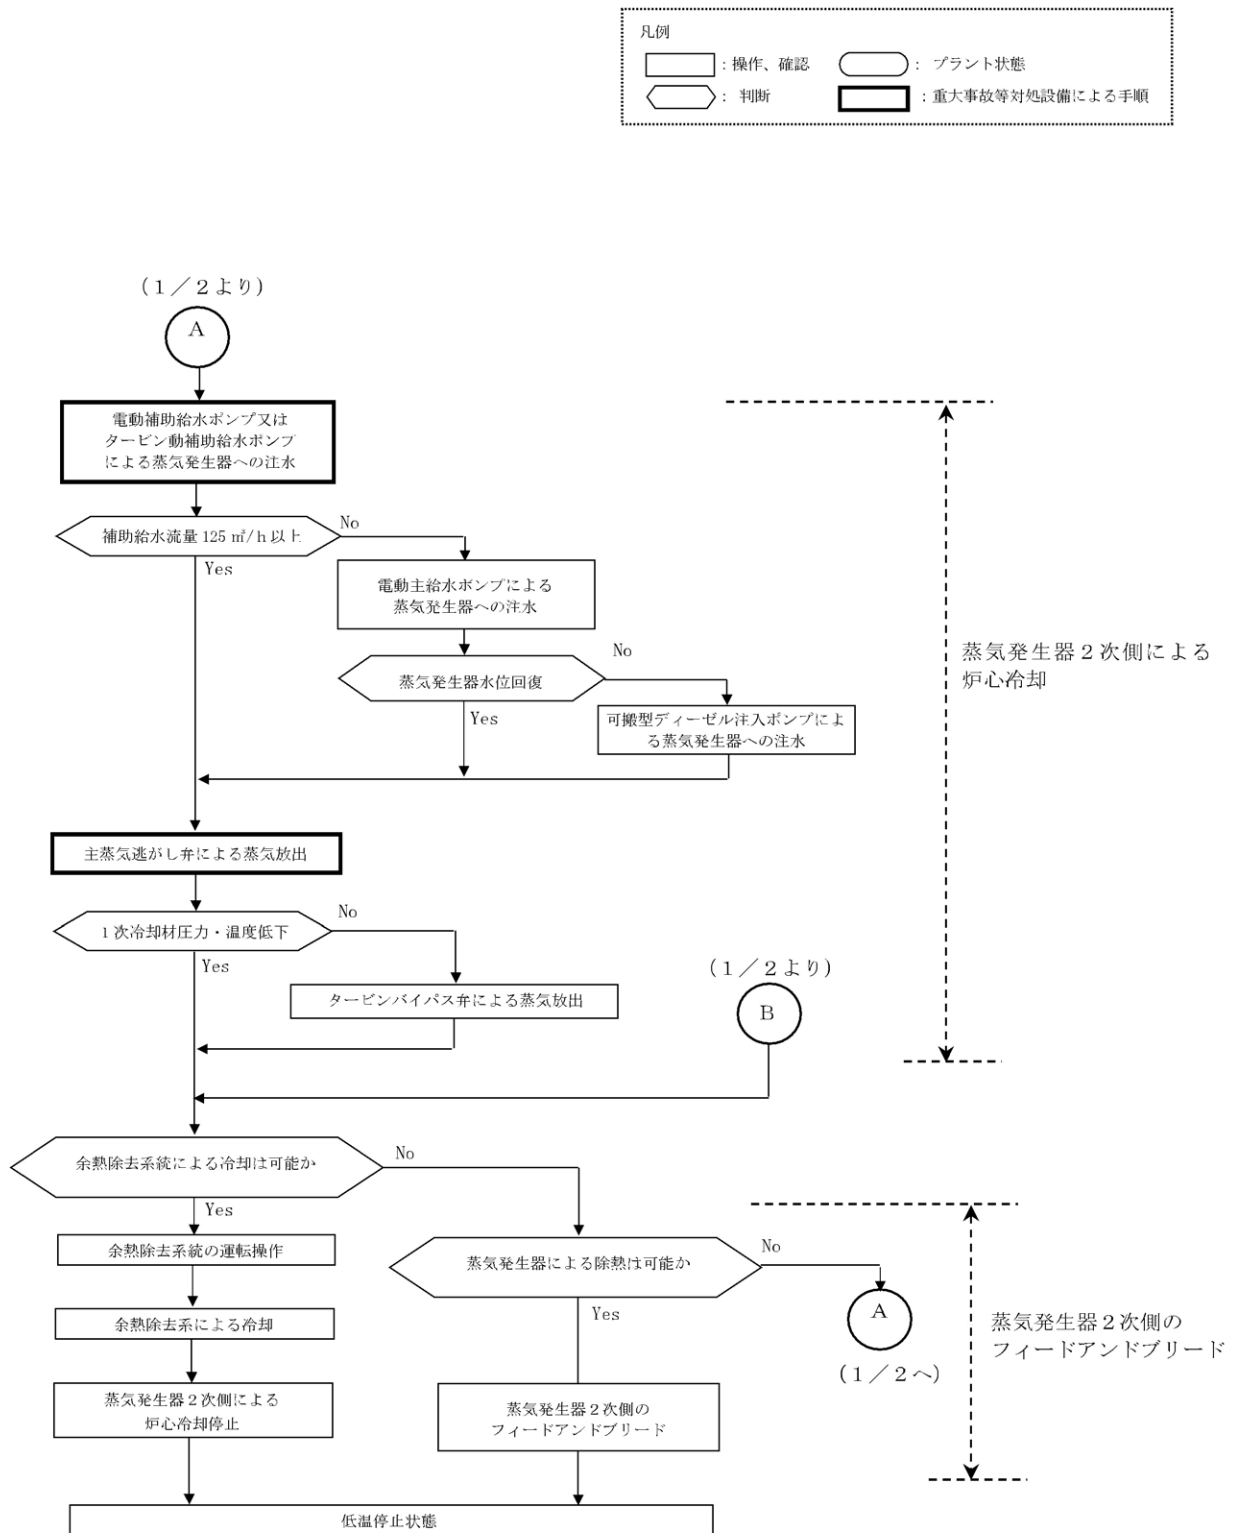 凡例
：操作、確認
： プラント状態
： 判断
：重大事故等対処設備による手順
（１／２より）
A
電動補助給水ポンプ又は
タービン動補助給水ポンプ
による蒸気発生器への注水
補助給水流量 125 ㎥/h 以上
No
Yes
電動主給水ポンプによる
蒸気発生器への注水
蒸気発生器水位回復
No
Yes
可搬型ディーゼル注入ポンプによ
る蒸気発生器への注水
蒸気発生器２次側による
炉心冷却
主蒸気逃がし弁による蒸気放出
１次冷却材圧力・温度低下
No
Yes
タービンバイパス弁による蒸気放出
（１／２より）
B
余熱除去系統による冷却は可能か
No
Yes
余熱除去系統の運転操作
蒸気発生器による除熱は可能か
No
Yes
A
（１／２へ）
余熱除去系による冷却
蒸気発生器２次側の
フィードアンドブリード
蒸気発生器２次側による
炉心冷却停止
蒸気発生器２次側の
フィードアンドブリード
低温停止状態